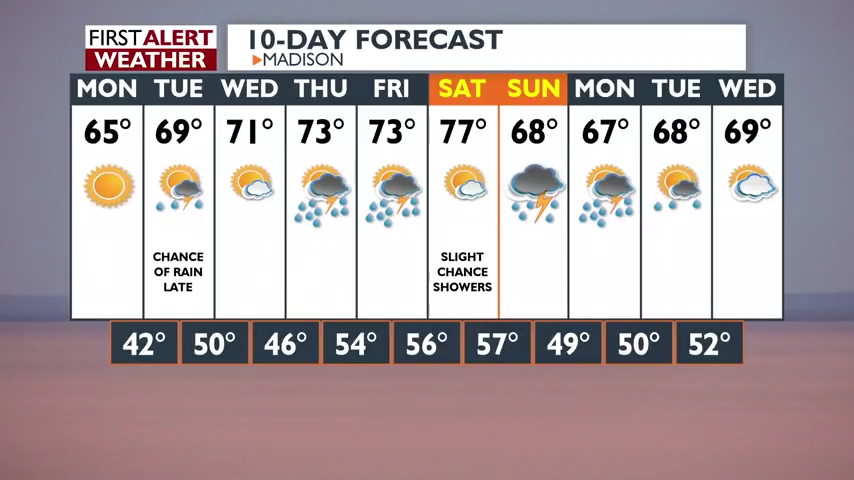 FIRST ALERT
WEATHER
10-DAY FORECAST
MADISON
MON TUE WED THU FRI SAT SUN MON TUE WED
65° 69° 71° 73° 73° 77° 68° 67° 68° 69°
CHANCE
OF RAIN
LATE
SLIGHT
CHANCE
SHOWERS
42° 50° 46° 54° 56° 57° 49° 50° 52°